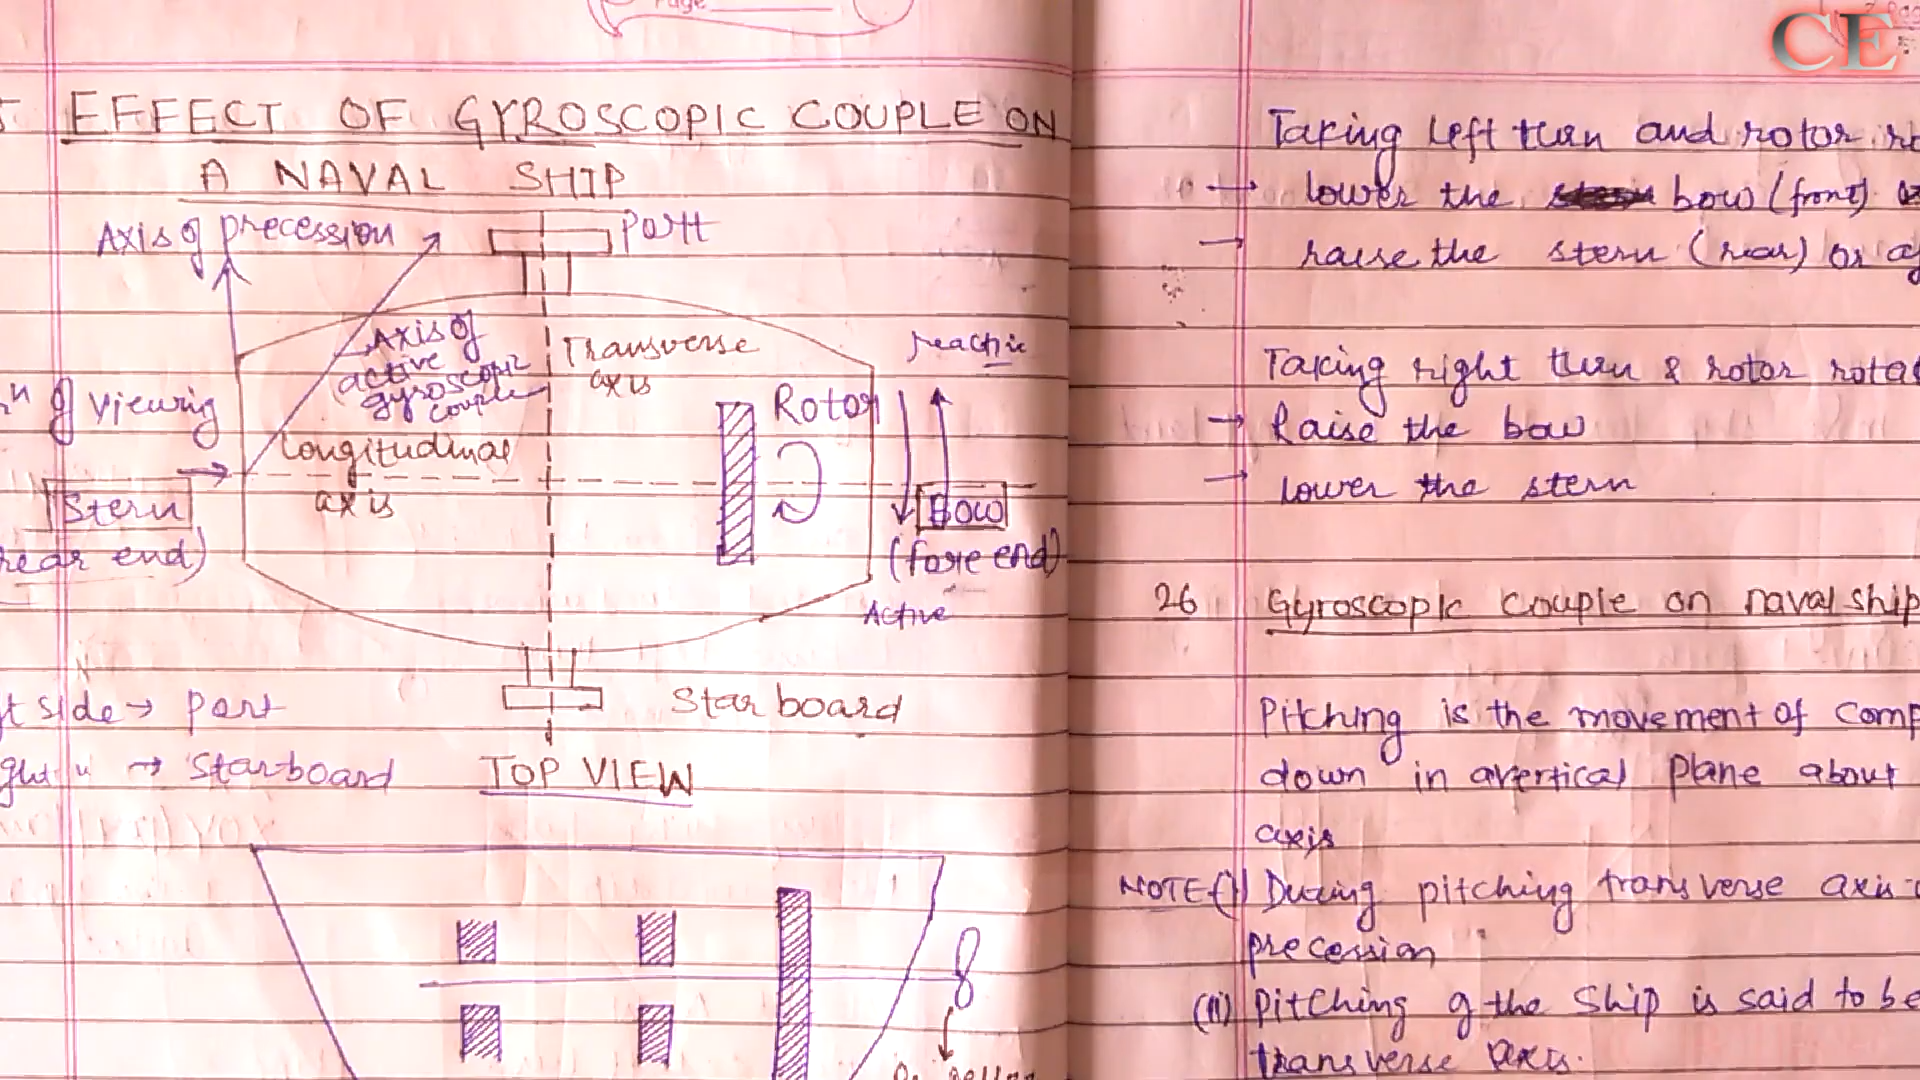 Page
CE
EFFECT OF GYROSCOPIC COUPLE ON
A NAVAL SHIP
Axis of precession
Port
Axis of
active
gyroscopic
couple
Transverse
axis
reactive
of viewing
Rotor
Longitudinal
axis
Stern
Bow
rear end)
(fore end)
Active
t side → Port
Starboard
ght " → Starboard
TOP VIEW
Taking left turn and rotor
→ lower the bow (front)
→ raise the stern (rear) or
Taking right turn & rotor
→ Raise the bow
→ lower the stern
26 Gyroscopic couple on naval ship
Pitching is the movement of
down in a vertical plane about
axis
NOTE (i) During pitching transverse axis
precession
(ii) Pitching of the ship is said to be
transverse axis.